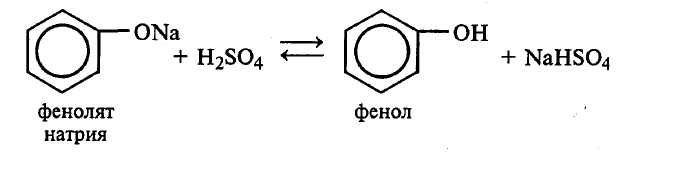 ONa + H₂SO₄ ⇄ OH + NaHSO₄
фенолят фенол
натрия